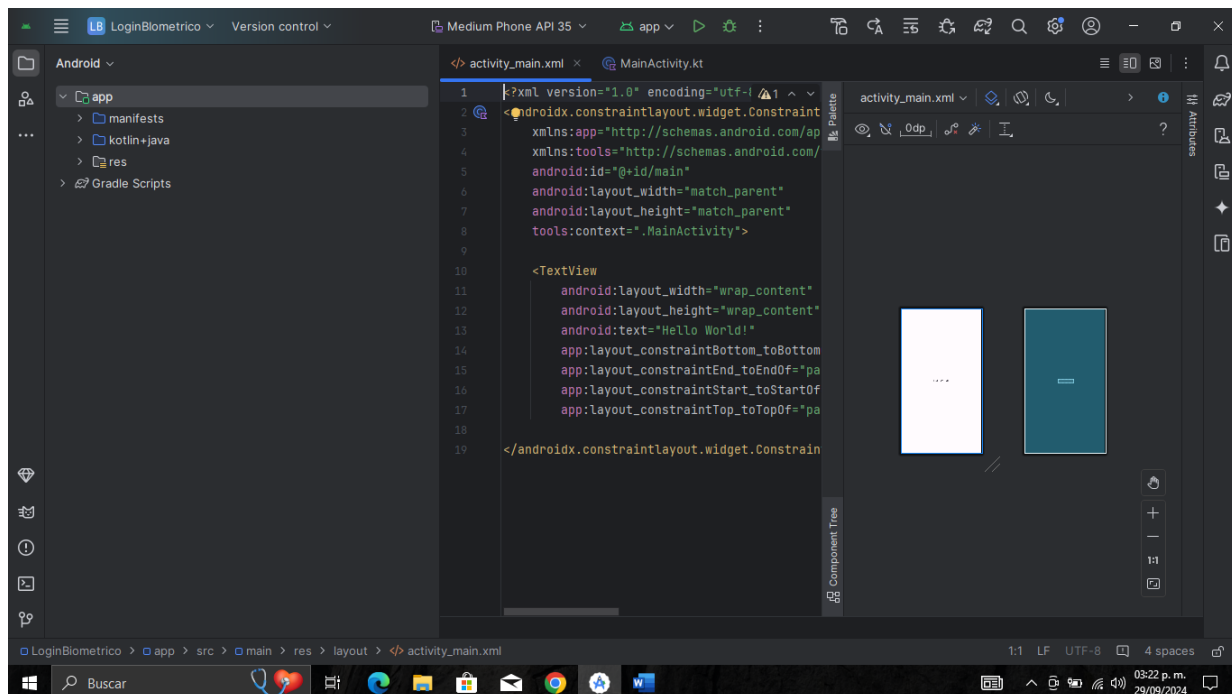 LB LoginBIometrico Version control Medium Phone API 35 app
Android
activity_main.xml MainActivity.kt
app
manifests
kotlin+java
res
Gradle Scripts
1 <?xml version="1.0" encoding="utf-8 1
2 <androidx.constraintlayout.widget.Constraint
3 xmlns:app="http://schemas.android.com/ap
4 xmlns:tools="http://schemas.android.com/
5 android:id="@+id/main"
6 android:layout_width="match_parent"
7 android:layout_height="match_parent"
8 tools:context=".MainActivity">
9
10 <TextView
11 android:layout_width="wrap_content"
12 android:layout_height="wrap_content"
13 android:text="Hello World!"
14 app:layout_constraintBottom_toBottom
15 app:layout_constraintEnd_toEndOf="pa
16 app:layout_constraintStart_toStartOf
17 app:layout_constraintTop_toTopOf="pa
18
19 </androidx.constraintlayout.widget.Constrain
Palette
Component Tree
activity_main.xml
0dp
?
Attributes
1:1
LoginBiometrico > app > src > main > res > layout > activity_main.xml
1:1 LF UTF-8 4 spaces
Buscar
03:22 p. m.
29/09/2024